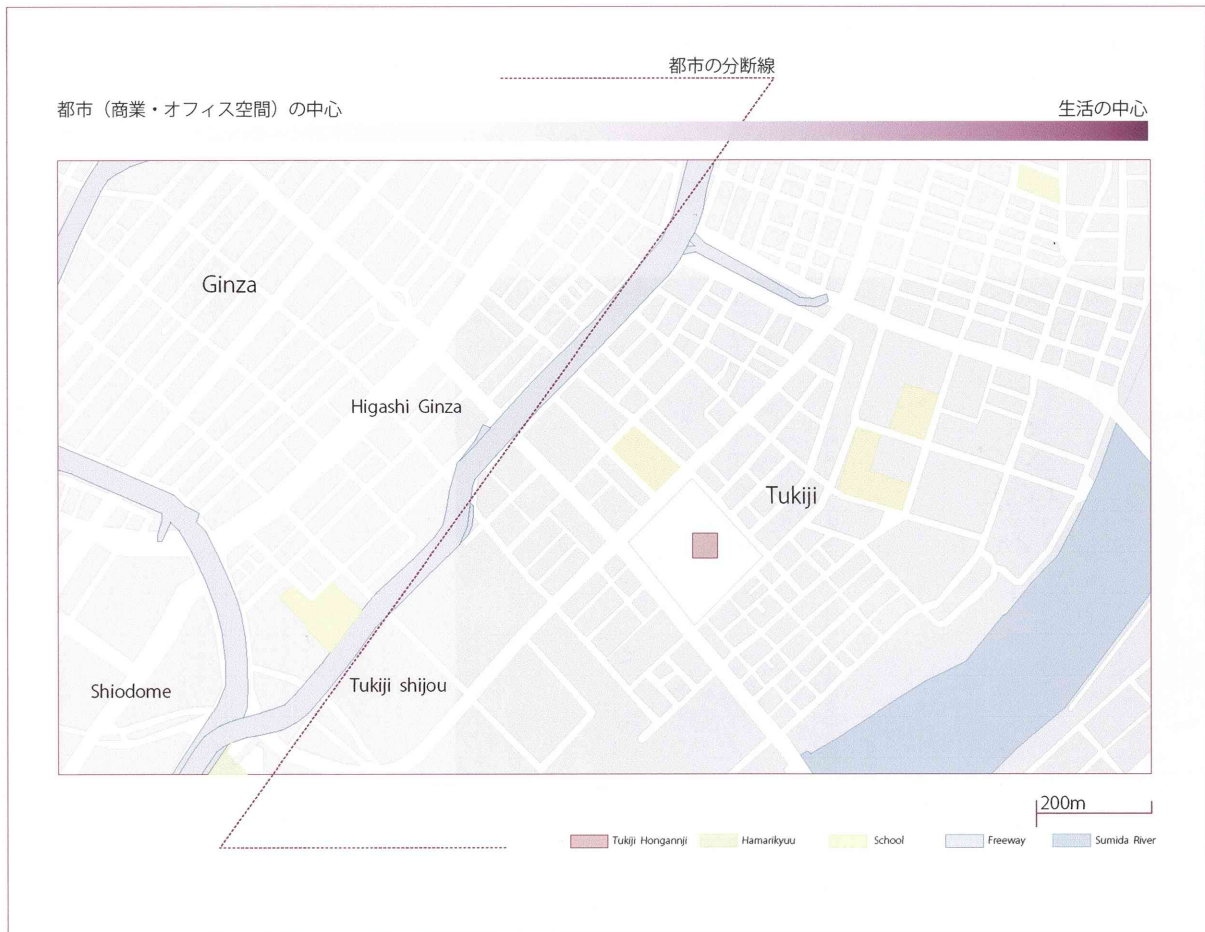 都市の分断線
都市（商業・オフィス空間）の中心
生活の中心
Ginza
Higashi Ginza
Tukiji
Shiodome
Tukiji shijou
200m
Tukiji Hongannji
Hamarikyuu
School
Freeway
Sumida River